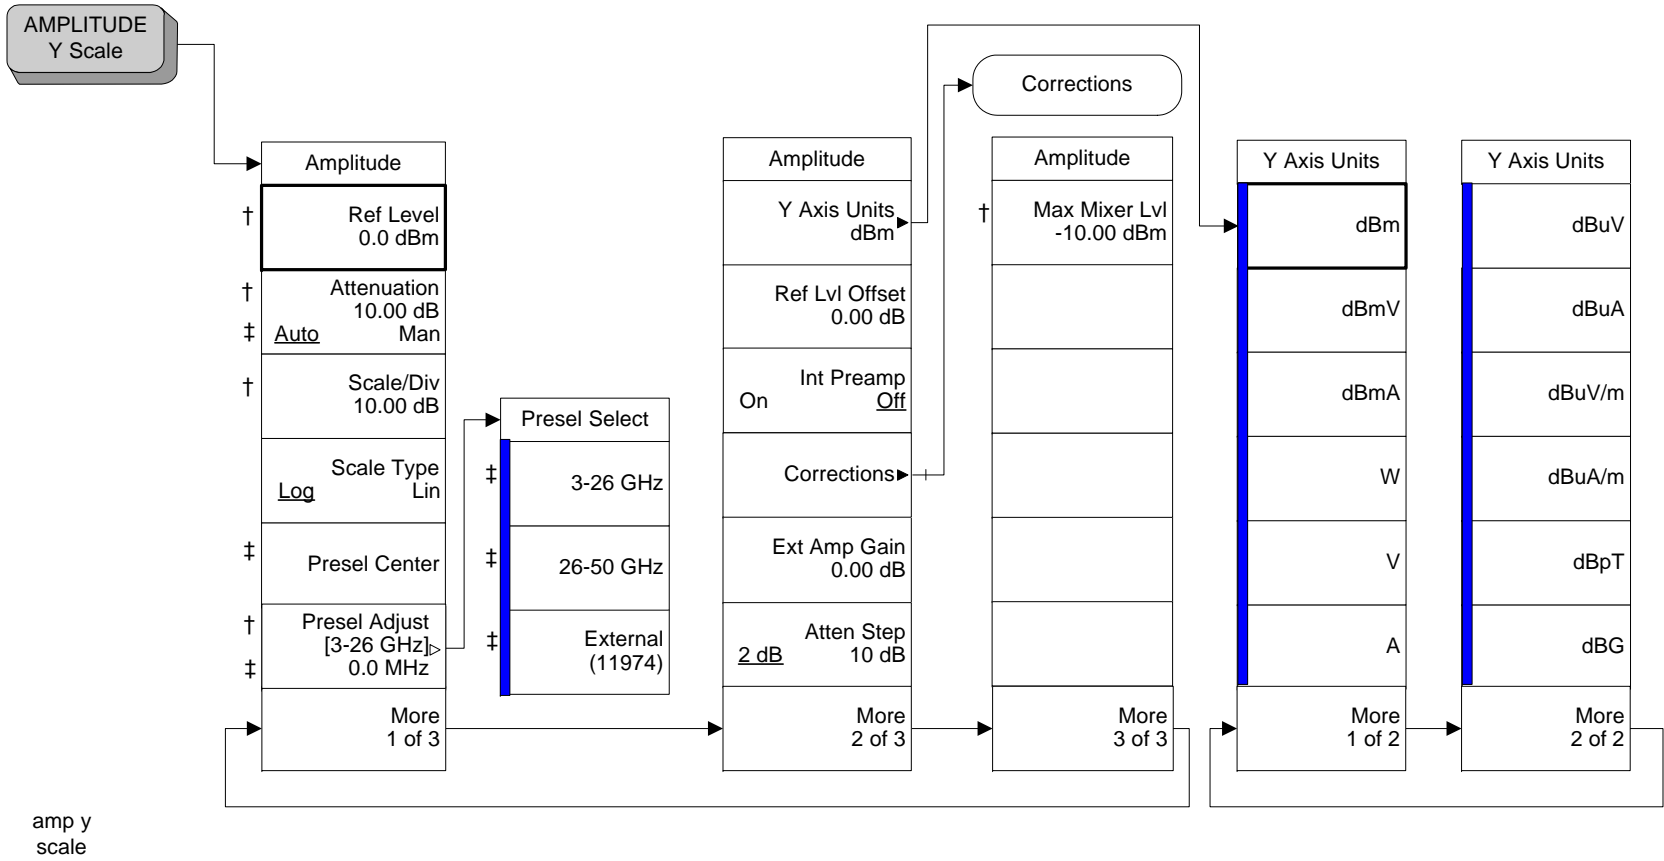 AMPLITUDE
Y Scale
Amplitude
†
Ref Level
0.0 dBm
†
Attenuation
10.00 dB
‡
Auto Man
†
Scale/Div
10.00 dB
Scale Type
Log Lin
‡
Presel Center
†
Presel Adjust
[3-26 GHz]
‡
0.0 MHz
More
1 of 3
Presel Select
‡
3-26 GHz
‡
26-50 GHz
‡
External
(11974)
Amplitude
Y Axis Units
dBm
Ref Lvl Offset
0.00 dB
Int Preamp
On Off
Corrections
Ext Amp Gain
0.00 dB
Atten Step
2 dB 10 dB
More
2 of 3
Corrections
Amplitude
†
Max Mixer Lvl
-10.00 dBm
More
3 of 3
Y Axis Units
dBm
dBmV
dBmA
W
V
A
More
1 of 2
Y Axis Units
dBuV
dBuA
dBuV/m
dBuA/m
dBpT
dBG
More
2 of 2
amp y
scale